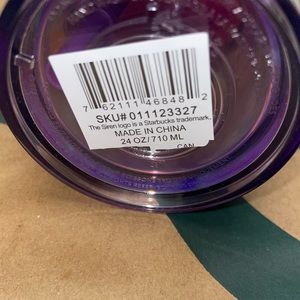 7 62111 46848 2
SKU# 011123327
The Siren logo is a Starbucks trademark.
MADE IN CHINA
24 OZ/710 ML
CAN